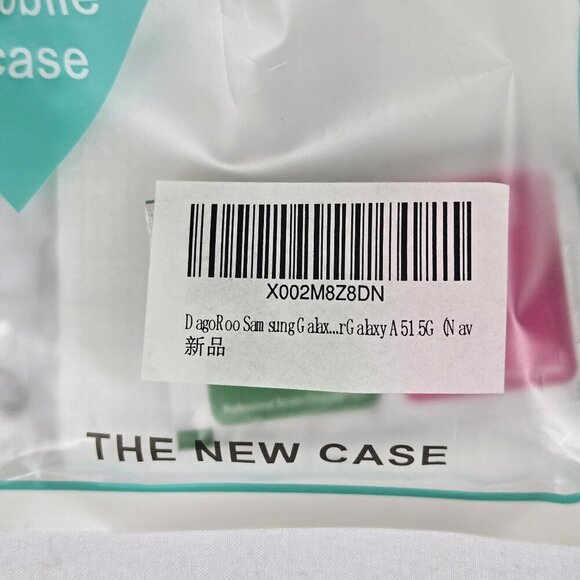 case
X002M8Z8DN
DagoRoo Samsung Galax...r Galaxy A51 5G (Nav
新品
THE NEW CASE